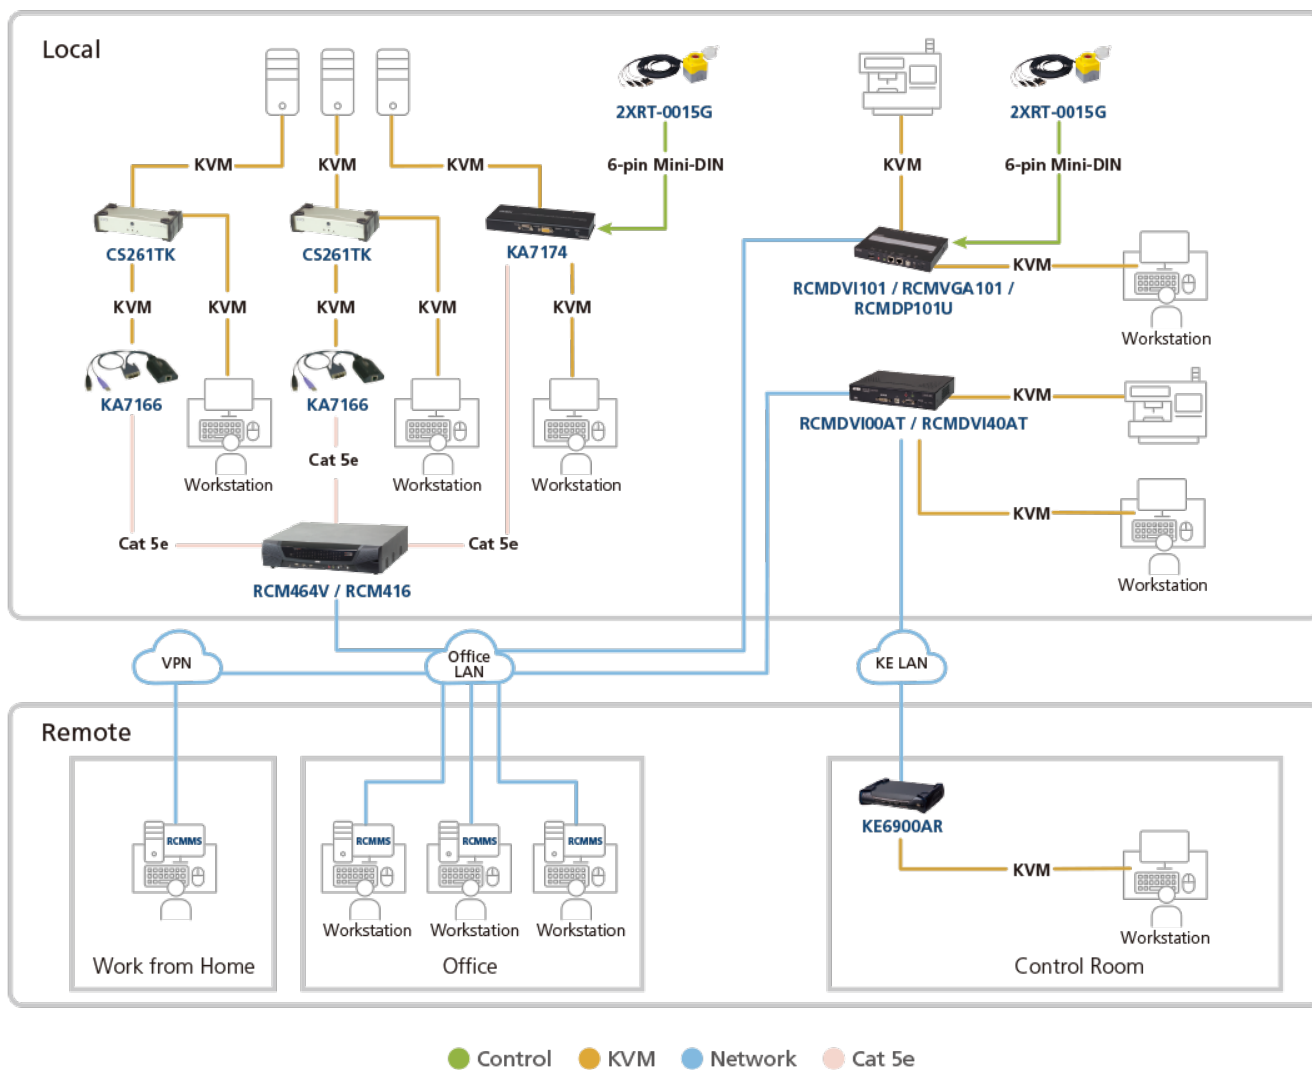 Local
2XRT-0015G
2XRT-0015G
KVM
KVM
KVM
6-pin Mini-DIN
KVM
6-pin Mini-DIN
CS261TK
CS261TK
KA7174
KVM
RCMDVI101 / RCMVGA101 /
RCMDP101U
KVM
KVM
KVM
KVM
KVM
Workstation
KA7166
KA7166
KVM
RCMDVI00AT / RCMDVI40AT
Cat 5e
Workstation
Workstation
Workstation
KVM
Cat 5e
Cat 5e
RCM464V / RCM416
Workstation
VPN
Office
LAN
KE LAN
Remote
KE6900AR
RCMMS
RCMMS
RCMMS
RCMMS
KVM
Workstation
Workstation
Workstation
Workstation
Work from Home
Office
Control Room
Control
KVM
Network
Cat 5e